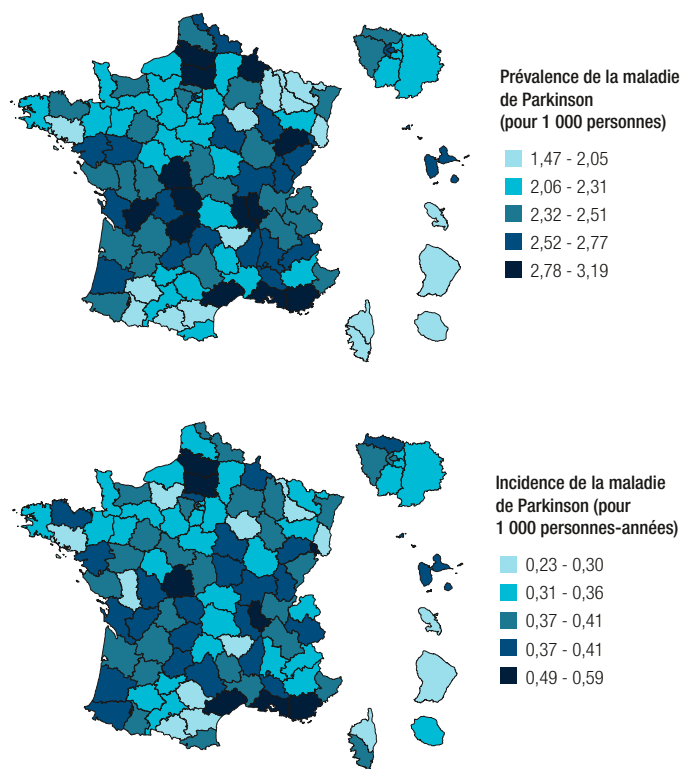 Prévalence de la maladie
de Parkinson
(pour 1 000 personnes)
1,47 - 2,05
2,06 - 2,31
2,32 - 2,51
2,52 - 2,77
2,78 - 3,19
Incidence de la maladie
de Parkinson (pour
1 000 personnes-années)
0,23 - 0,30
0,31 - 0,36
0,37 - 0,41
0,37 - 0,41
0,49 - 0,59